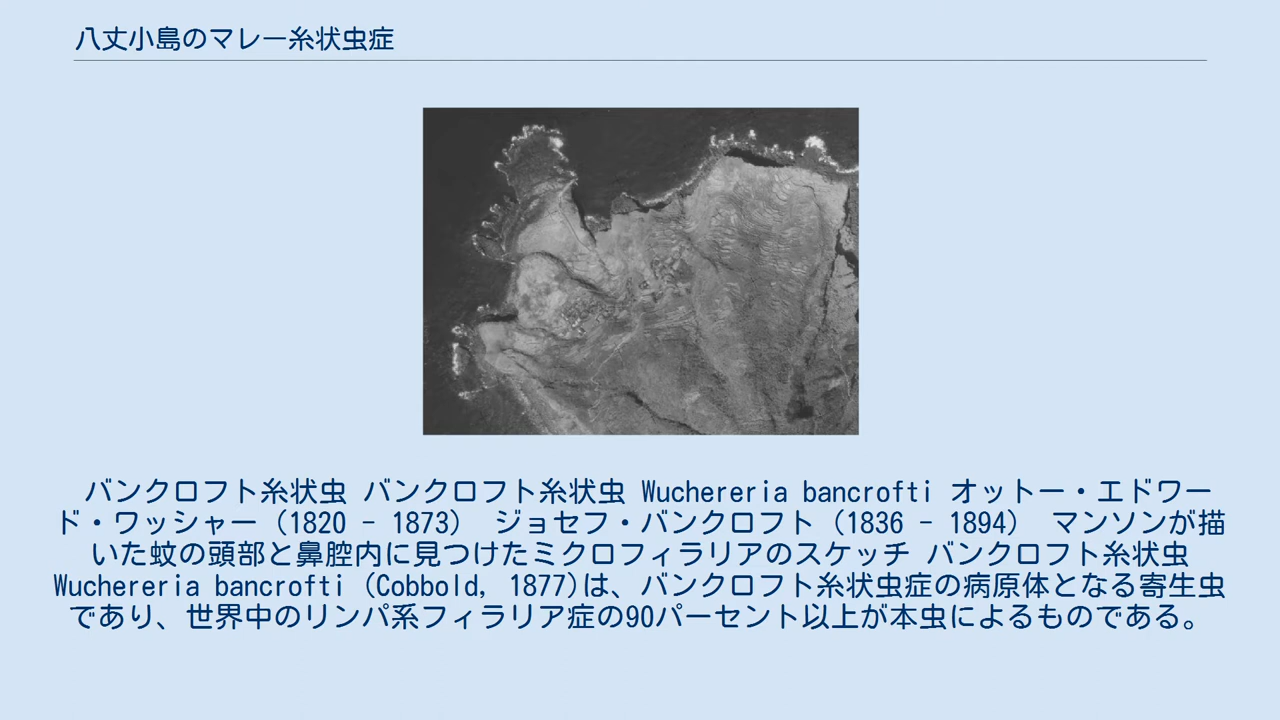 八丈小島のマレー糸状虫症
バンクロフト糸状虫 バンクロフト糸状虫 Wuchereria bancrofti オットー・エドワー
ド・ワッシャー（1820 - 1873） ジョセフ・バンクロフト（1836 - 1894） マンソンが描
いた蚊の頭部と鼻腔内に見つけたミクロフィラリアのスケッチ バンクロフト糸状虫
Wuchereria bancrofti (Cobbold, 1877)は、バンクロフト糸状虫症の病原体となる寄生虫
であり、世界中のリンパ系フィラリア症の90パーセント以上が本虫によるものである。